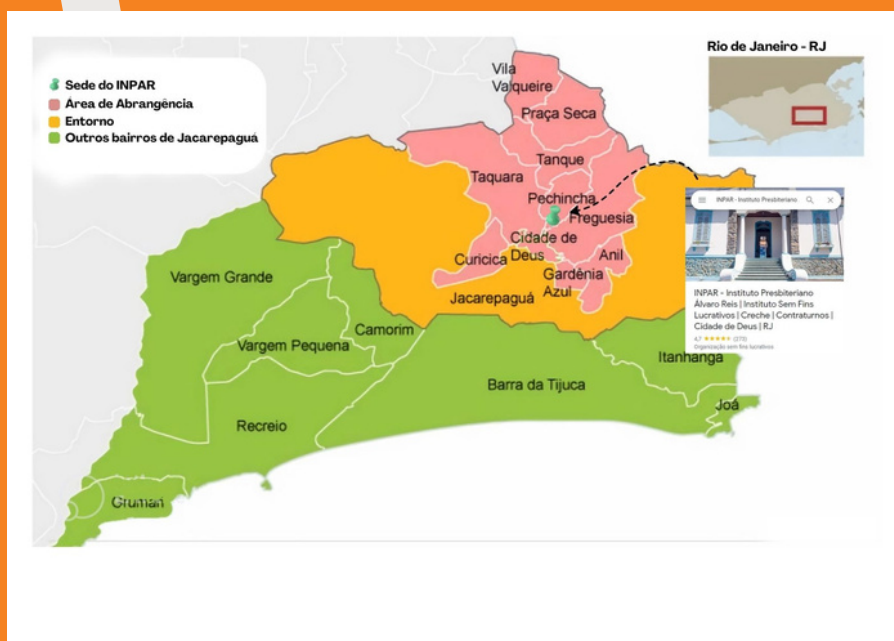 Rio de Janeiro - RJ
Sede do INPAR
Área de Abrangência
Entorno
Outros bairros de Jacarepaguá
Vila
Valqueire
Praça Seca
Tanque
Taquara
Pechincha
Freguesia
Cidade de
Deus
Curicica
Anil
Gardênia
Azul
Jacarepaguá
Vargem Grande
Camorim
Vargem Pequena
Itanhangá
Barra da Tijuca
Joá
Recreio
Grumari
INPAR - Instituto Presbiteriano
INPAR - Instituto Presbiteriano
Álvaro Reis | Instituto Sem Fins
Lucrativos | Creche | Contraturnos |
Cidade de Deus | RJ
4,7 ★★★★★ (273)
Organização sem fins lucrativos